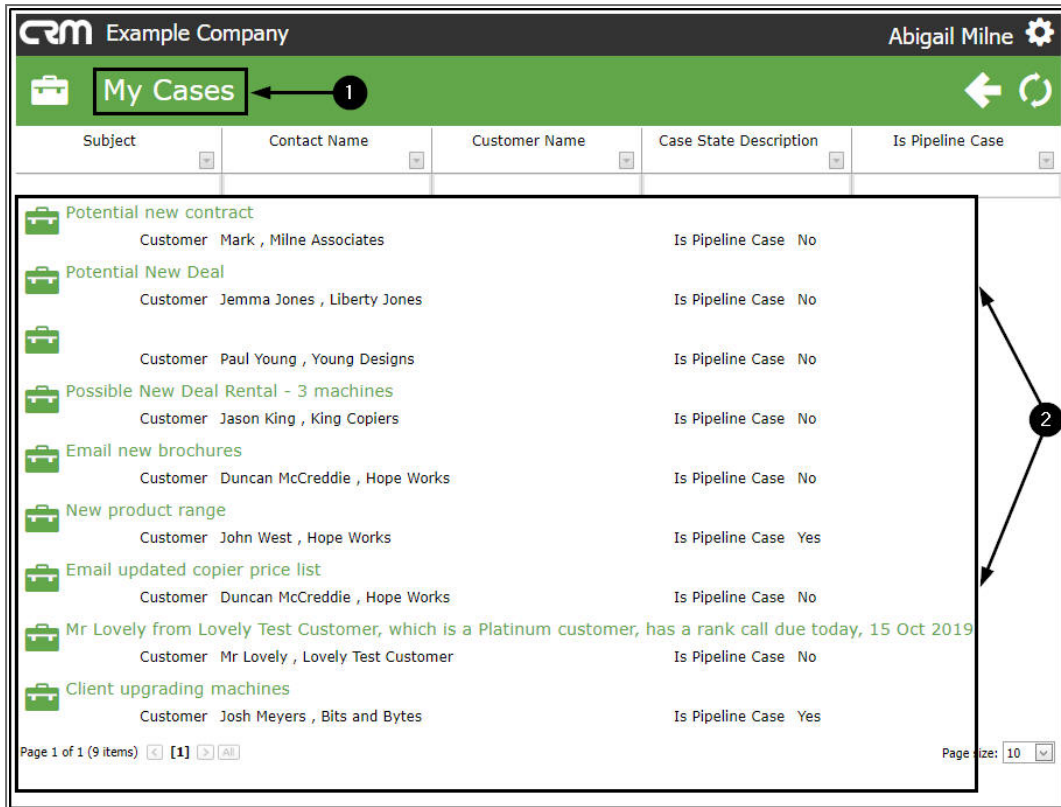 CRM Example Company Abigail Milne
My Cases 1
Subject Contact Name Customer Name Case State Description Is Pipeline Case
Potential new contract
Customer Mark , Milne Associates Is Pipeline Case No
Potential New Deal
Customer Jemma Jones , Liberty Jones Is Pipeline Case No
Customer Paul Young , Young Designs Is Pipeline Case No
Possible New Deal Rental - 3 machines
Customer Jason King , King Copiers Is Pipeline Case No
2
Email new brochures
Customer Duncan McCreddie , Hope Works Is Pipeline Case No
New product range
Customer John West , Hope Works Is Pipeline Case Yes
Email updated copier price list
Customer Duncan McCreddie , Hope Works Is Pipeline Case No
Mr Lovely from Lovely Test Customer, which is a Platinum customer, has a rank call due today, 15 Oct 2019
Customer Mr Lovely , Lovely Test Customer Is Pipeline Case No
Client upgrading machines
Customer Josh Meyers , Bits and Bytes Is Pipeline Case Yes
Page 1 of 1 (9 items) < [1] > All Page size: 10